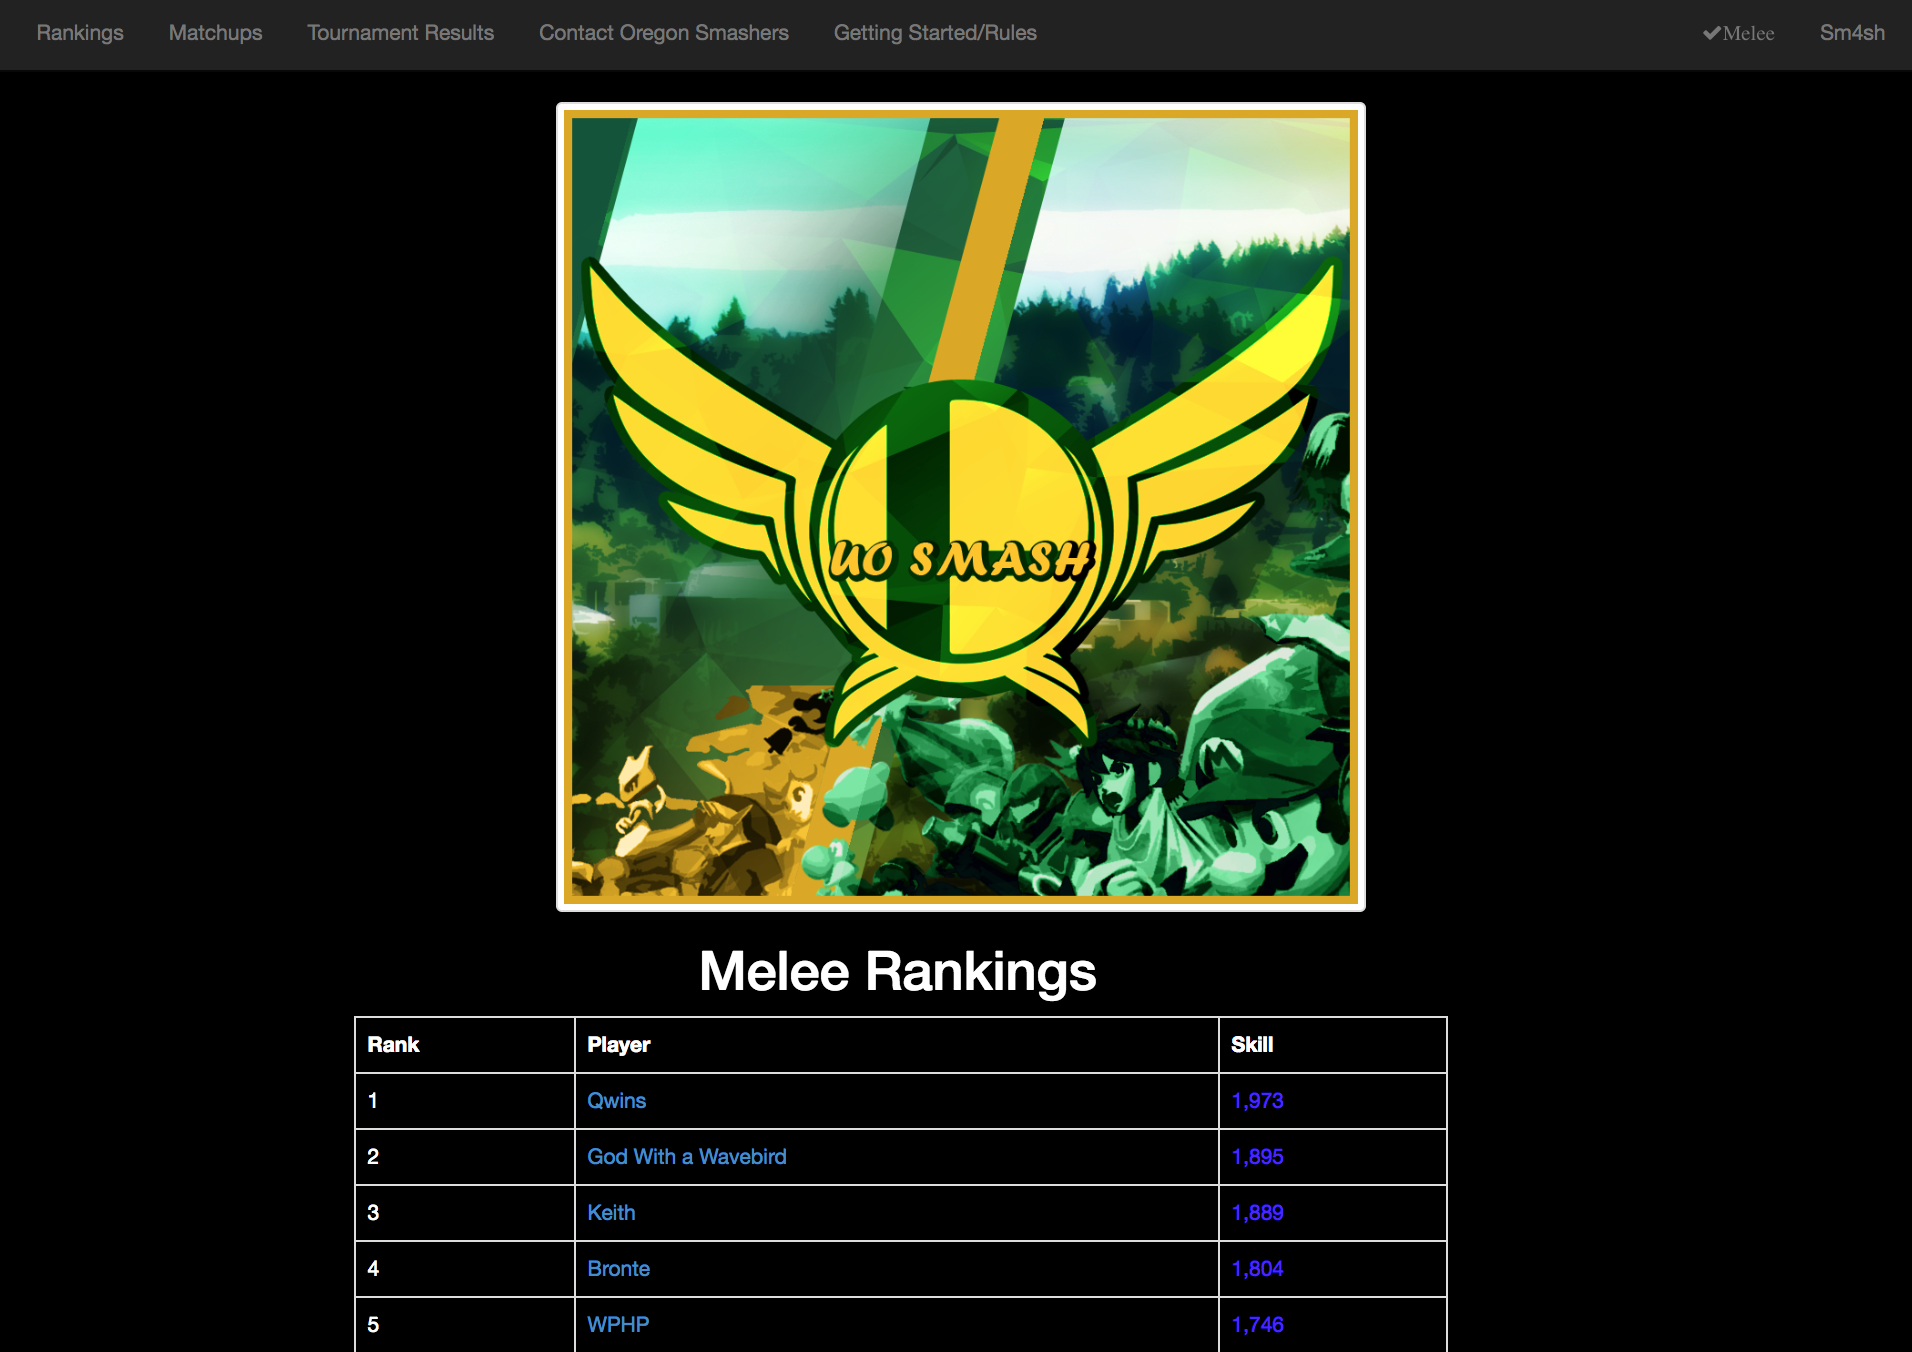 Rankings Matchups Tournament Results Contact Oregon Smashers Getting Started/Rules ✔Melee Sm4sh
UO SMASH
Melee Rankings
Rank Player Skill
1 Qwins 1,973
2 God With a Wavebird 1,895
3 Keith 1,889
4 Bronte 1,804
5 WPHP 1,746